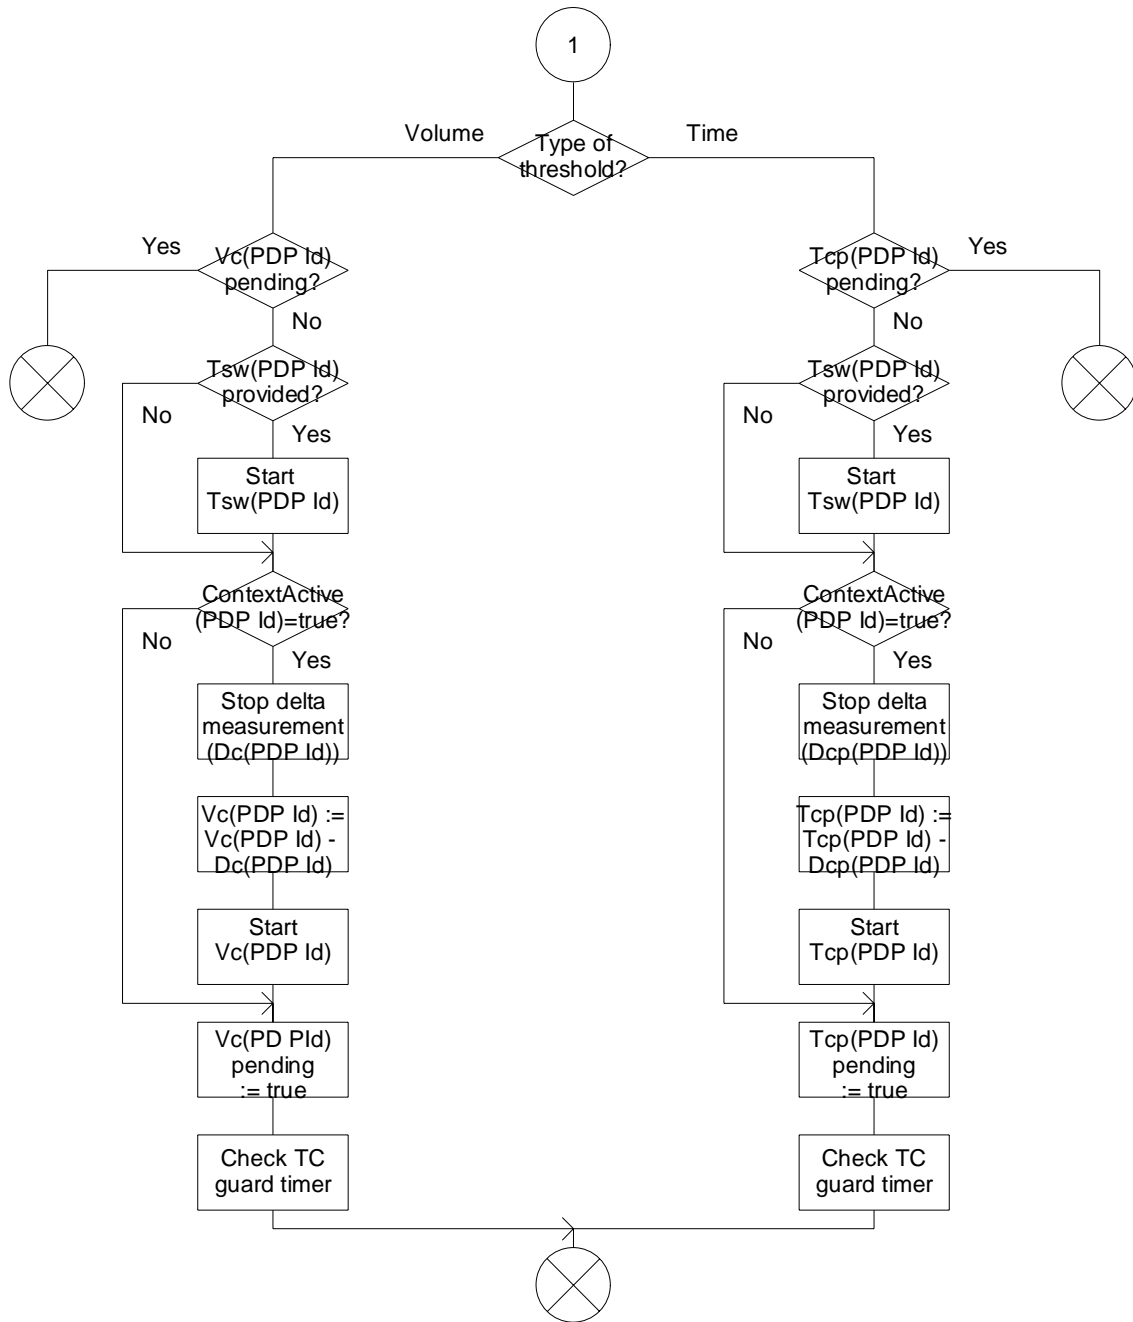 1
Volume
Type of
threshold?
Time
Yes
Vc(PDP Id)
pending?
No
Tcp(PDP Id)
pending?
Yes
No
Tsw(PDP Id)
provided?
No
Yes
Tsw(PDP Id)
provided?
No
Yes
Start
Tsw(PDP Id)
Start
Tsw(PDP Id)
ContextActive
(PDP Id)=true?
No
Yes
ContextActive
(PDP Id)=true?
No
Yes
Stop delta
measurement
(Dc(PDP Id))
Stop delta
measurement
(Dcp(PDP Id))
Vc(PDP Id) :=
Vc(PDP Id) -
Dc(PDP Id)
Tcp(PDP Id) :=
Tcp(PDP Id) -
Dcp(PDP Id)
Start
Vc(PDP Id)
Start
Tcp(PDP Id)
Vc(PD PId)
pending
:= true
Tcp(PDP Id)
pending
:= true
Check TC
guard timer
Check TC
guard timer